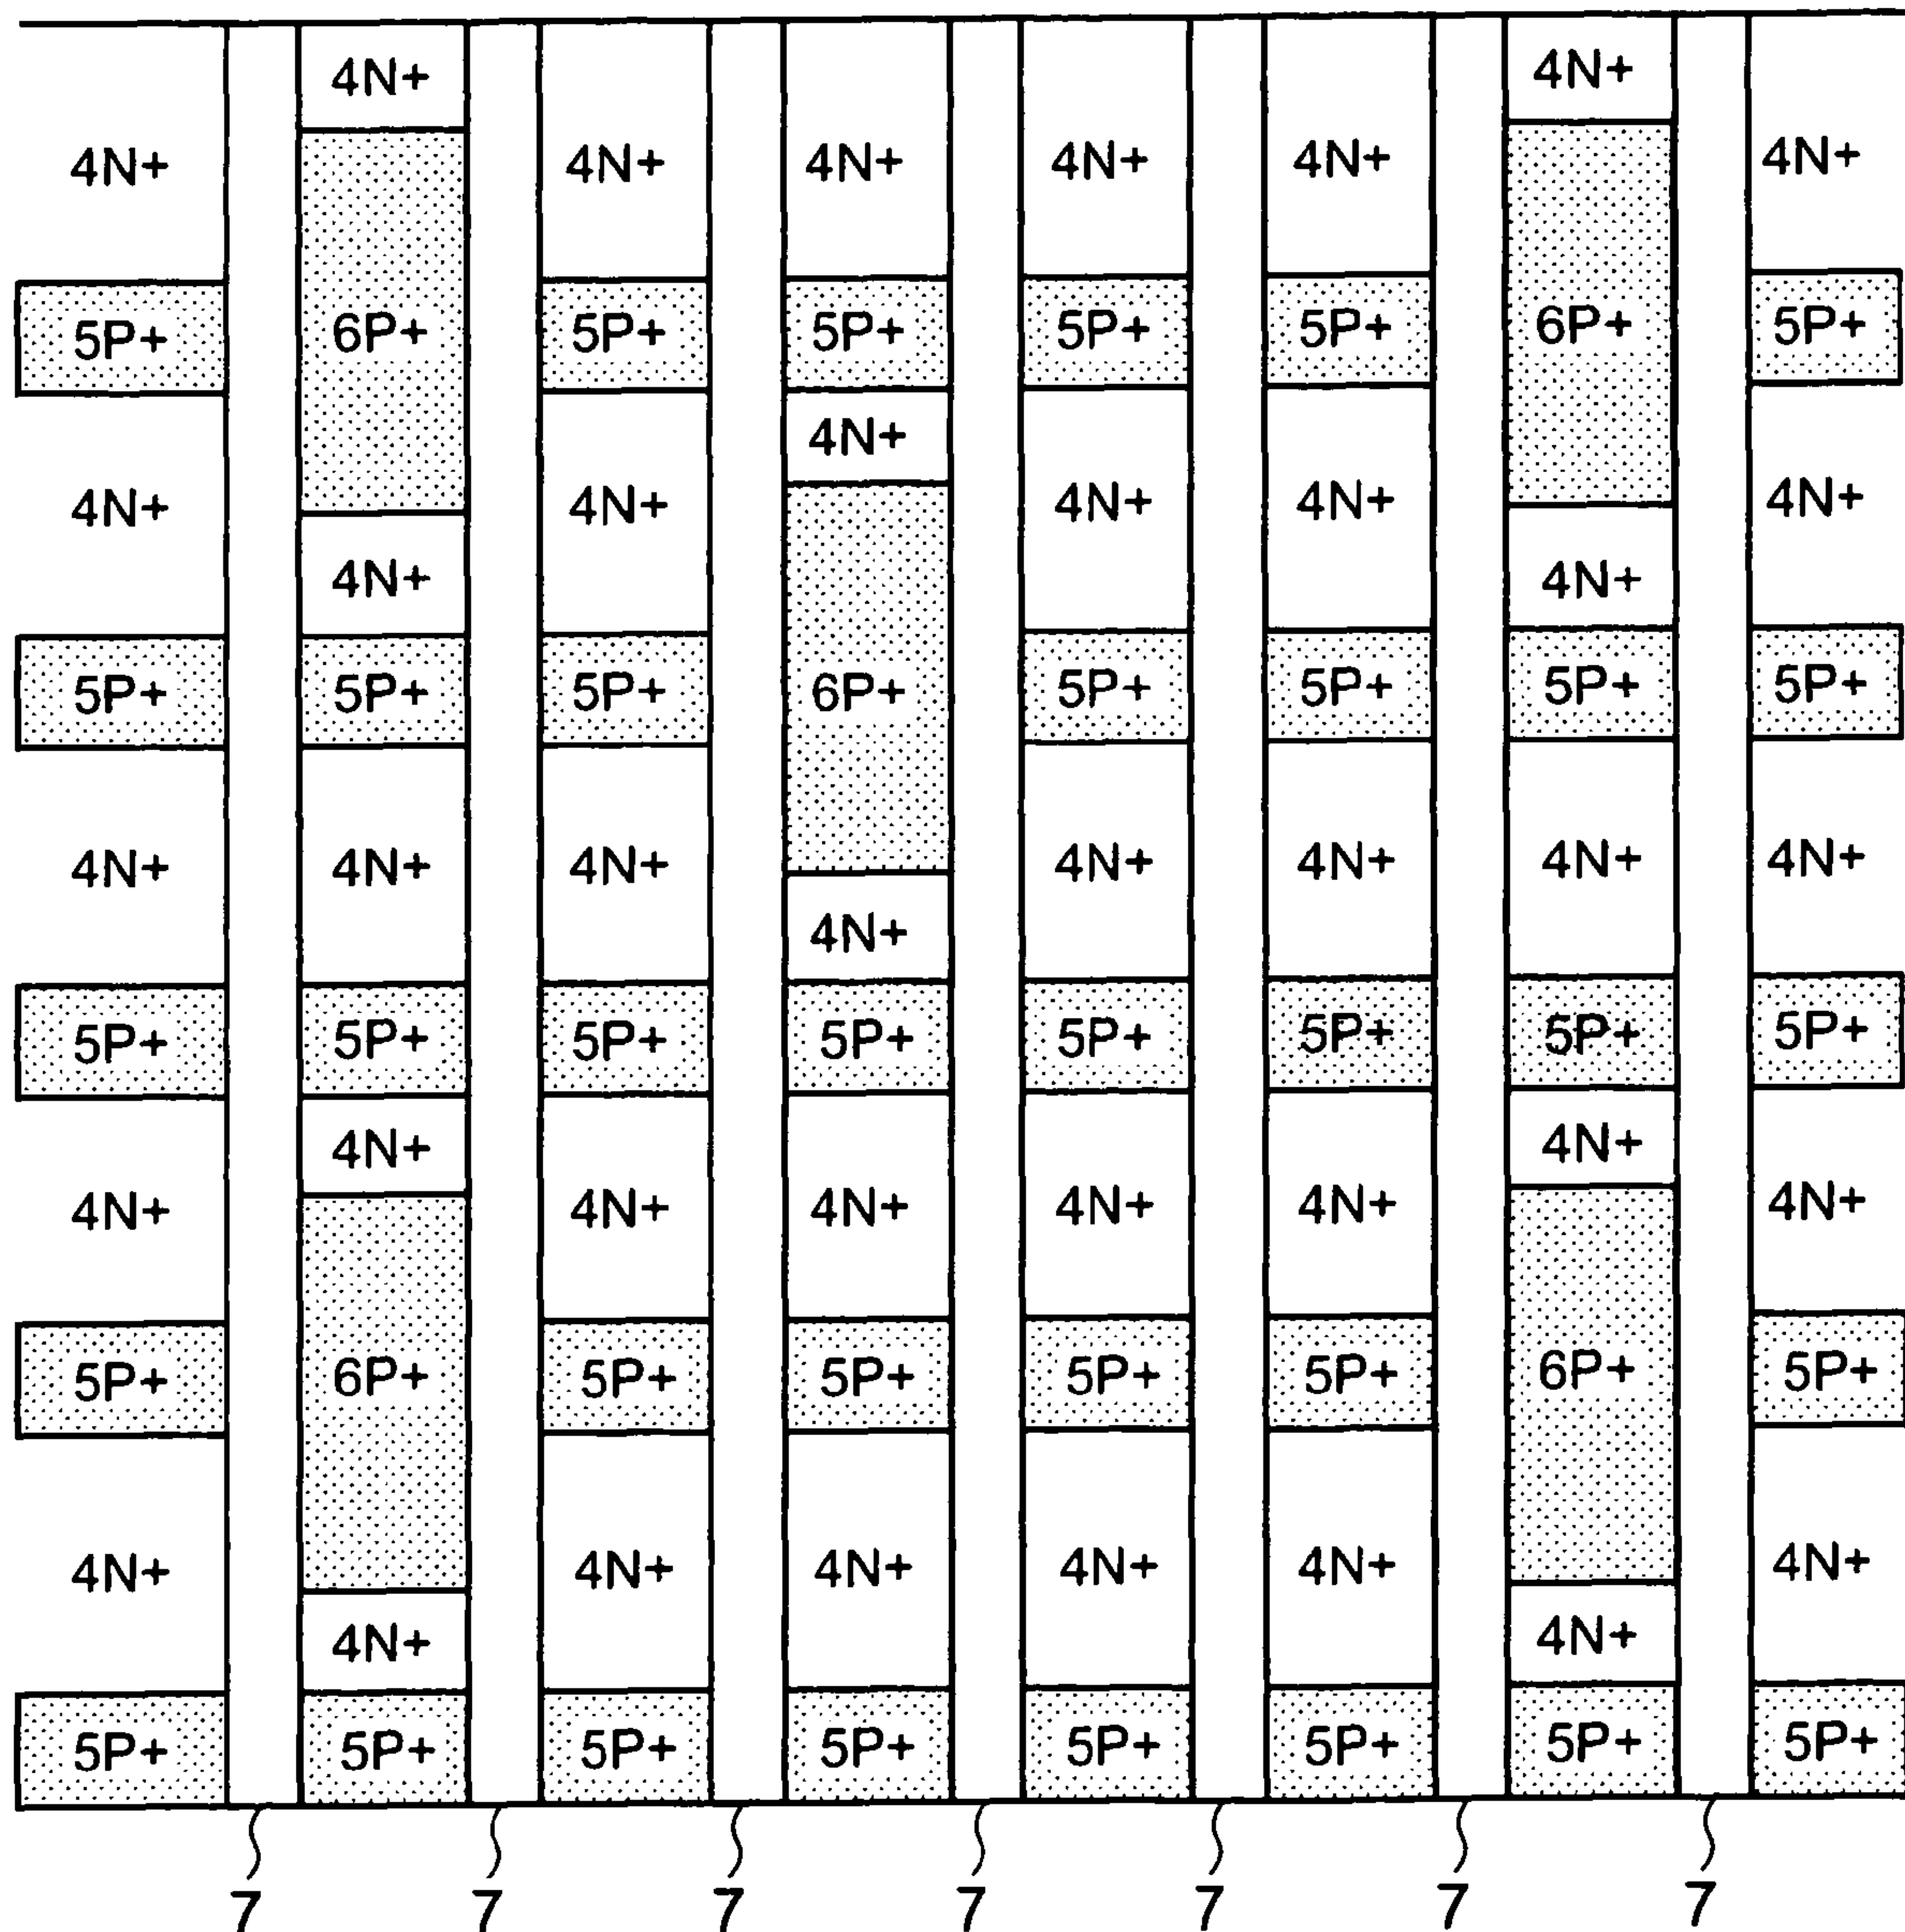 4N+ 4N+
4N+ 4N+ 4N+ 4N+ 4N+ 4N+
5P+ 6P+ 5P+ 5P+ 5P+ 5P+ 6P+ 5P+
4N+
4N+ 4N+ 4N+ 4N+ 4N+
4N+ 4N+
5P+ 5P+ 5P+ 6P+ 5P+ 5P+ 5P+ 5P+
4N+ 4N+ 4N+ 4N+ 4N+ 4N+ 4N+
4N+
5P+ 5P+ 5P+ 5P+ 5P+ 5P+ 5P+ 5P+
4N+ 4N+
4N+ 4N+ 4N+ 4N+ 4N+ 4N+
5P+ 6P+ 5P+ 5P+ 5P+ 5P+ 6P+ 5P+
4N+ 4N+ 4N+ 4N+ 4N+ 4N+
4N+ 4N+
5P+ 5P+ 5P+ 5P+ 5P+ 5P+ 5P+ 5P+
7 7 7 7 7 7 7